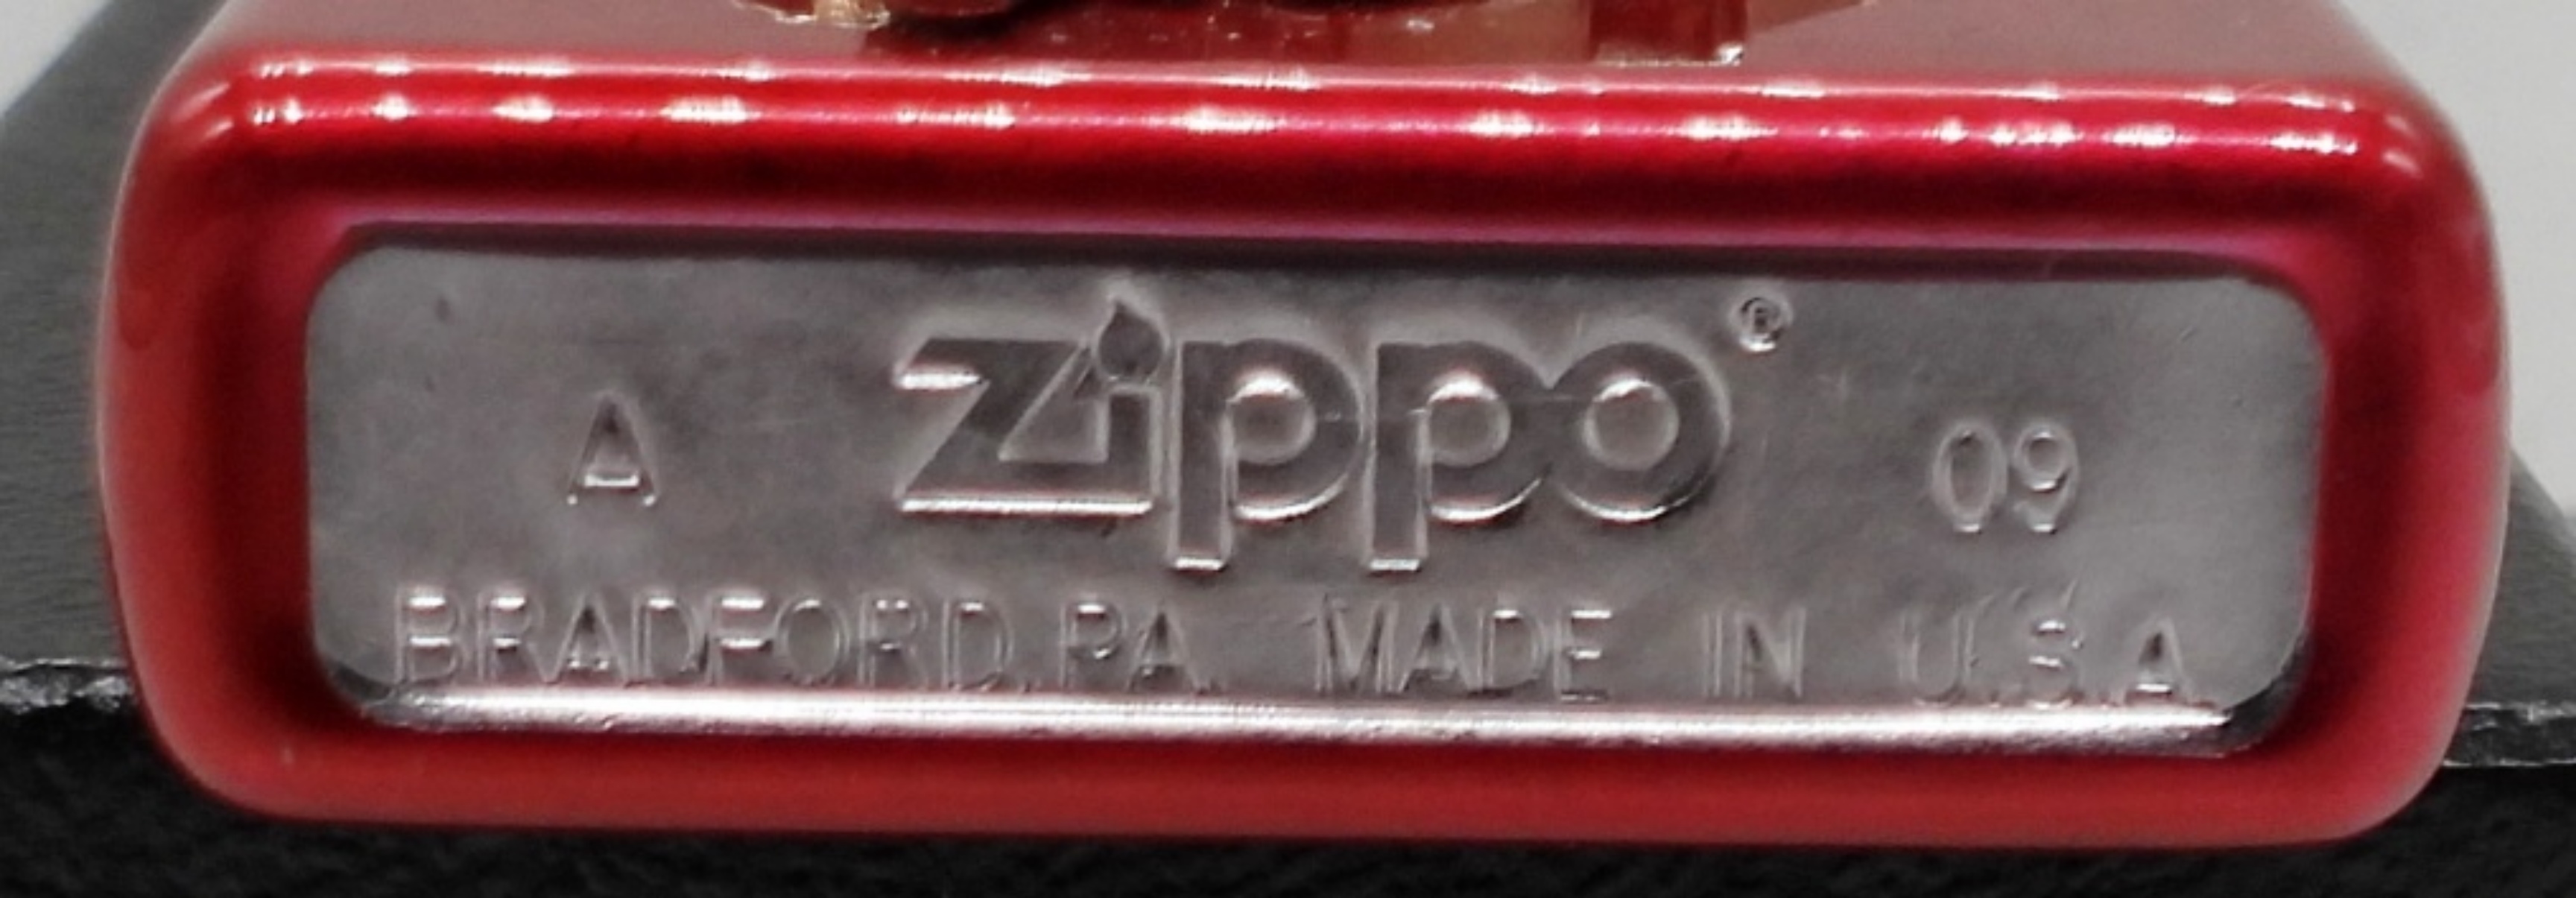 A zippo® 09
BRADFORD,PA. MADE IN U.S.A.